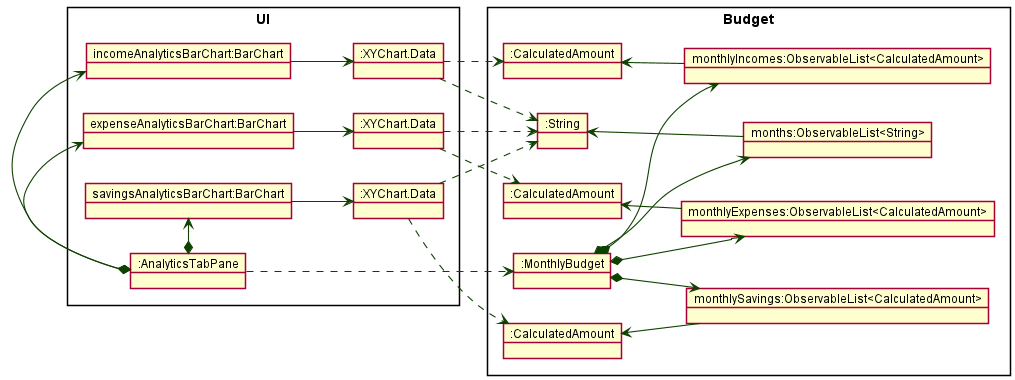 UI
incomeAnalyticsBarChart:BarChart
:XYChart.Data
expenseAnalyticsBarChart:BarChart
:XYChart.Data
savingsAnalyticsBarChart:BarChart
:XYChart.Data
:AnalyticsTabPane
Budget
:CalculatedAmount
monthlyIncomes:ObservableList<CalculatedAmount>
:String
months:ObservableList<String>
:CalculatedAmount
monthlyExpenses:ObservableList<CalculatedAmount>
:MonthlyBudget
monthlySavings:ObservableList<CalculatedAmount>
:CalculatedAmount